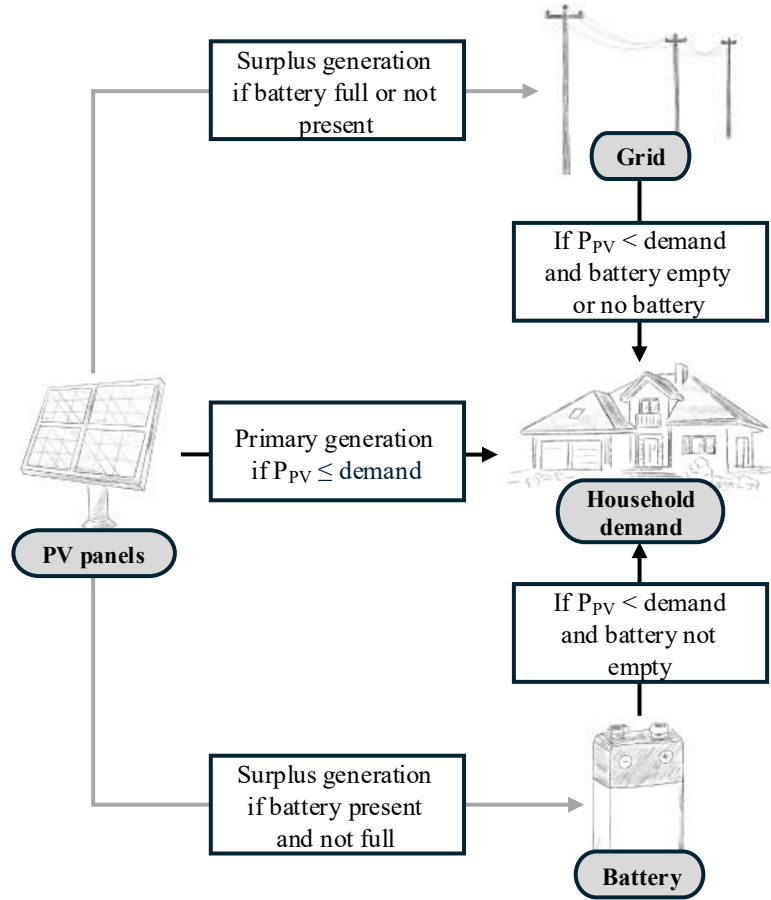 Surplus generation
if battery full or not
present
Grid
If P_PV < demand
and battery empty
or no battery
Primary generation
if P_PV ≤ demand
Household
demand
PV panels
If P_PV < demand
and battery not
empty
Surplus generation
if battery present
and not full
Battery